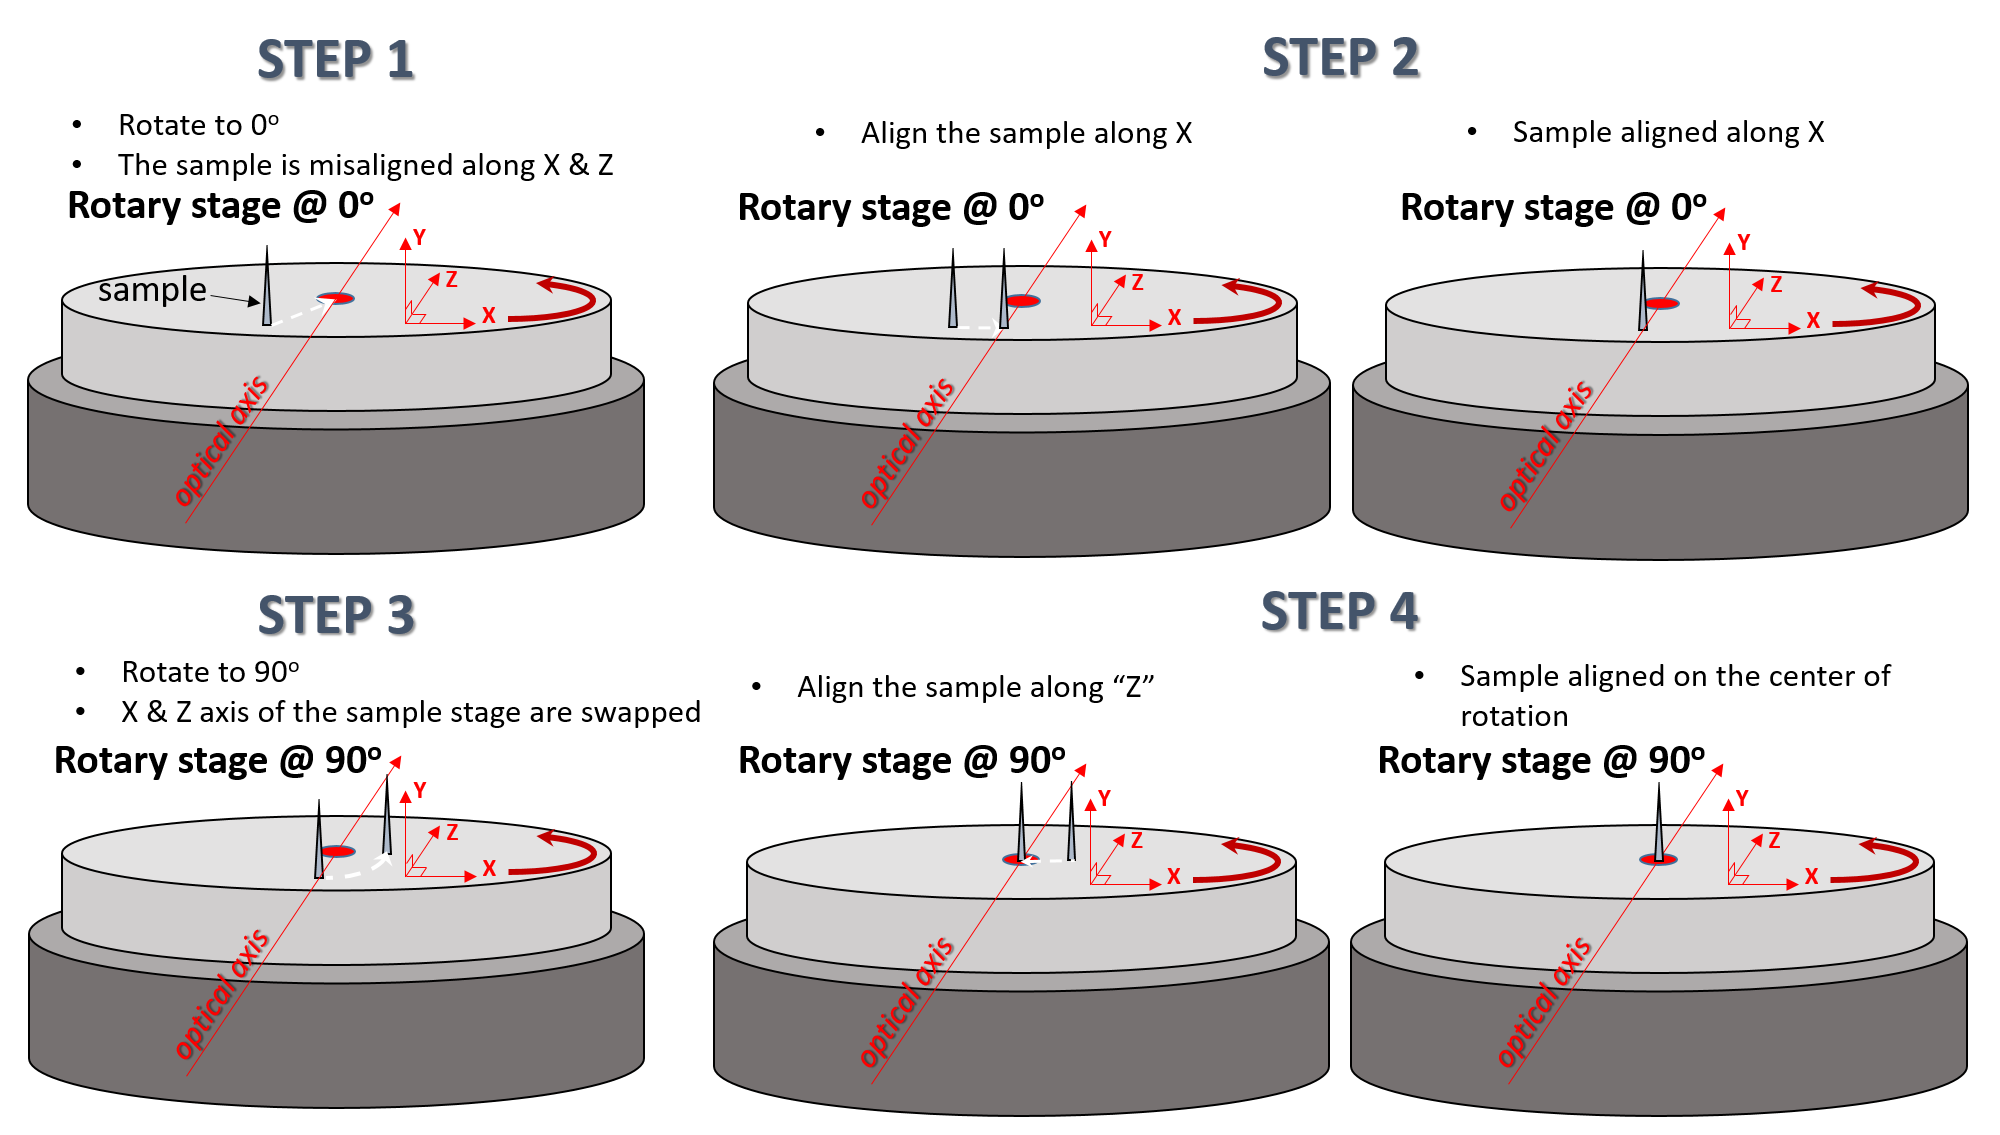 STEP 1
• Rotate to 0º
• The sample is misaligned along X & Z
Rotary stage @ 0º
sample
Y
Z
X
optical axis
STEP 2
• Align the sample along X
Rotary stage @ 0º
Y
Z
X
optical axis
• Sample aligned along X
Rotary stage @ 0º
Y
Z
X
optical axis
STEP 3
• Rotate to 90º
• X & Z axis of the sample stage are swapped
Rotary stage @ 90º
Y
Z
X
optical axis
STEP 4
• Align the sample along “Z”
Rotary stage @ 90º
Y
Z
X
optical axis
• Sample aligned on the center of
rotation
Rotary stage @ 90º
Y
Z
X
optical axis